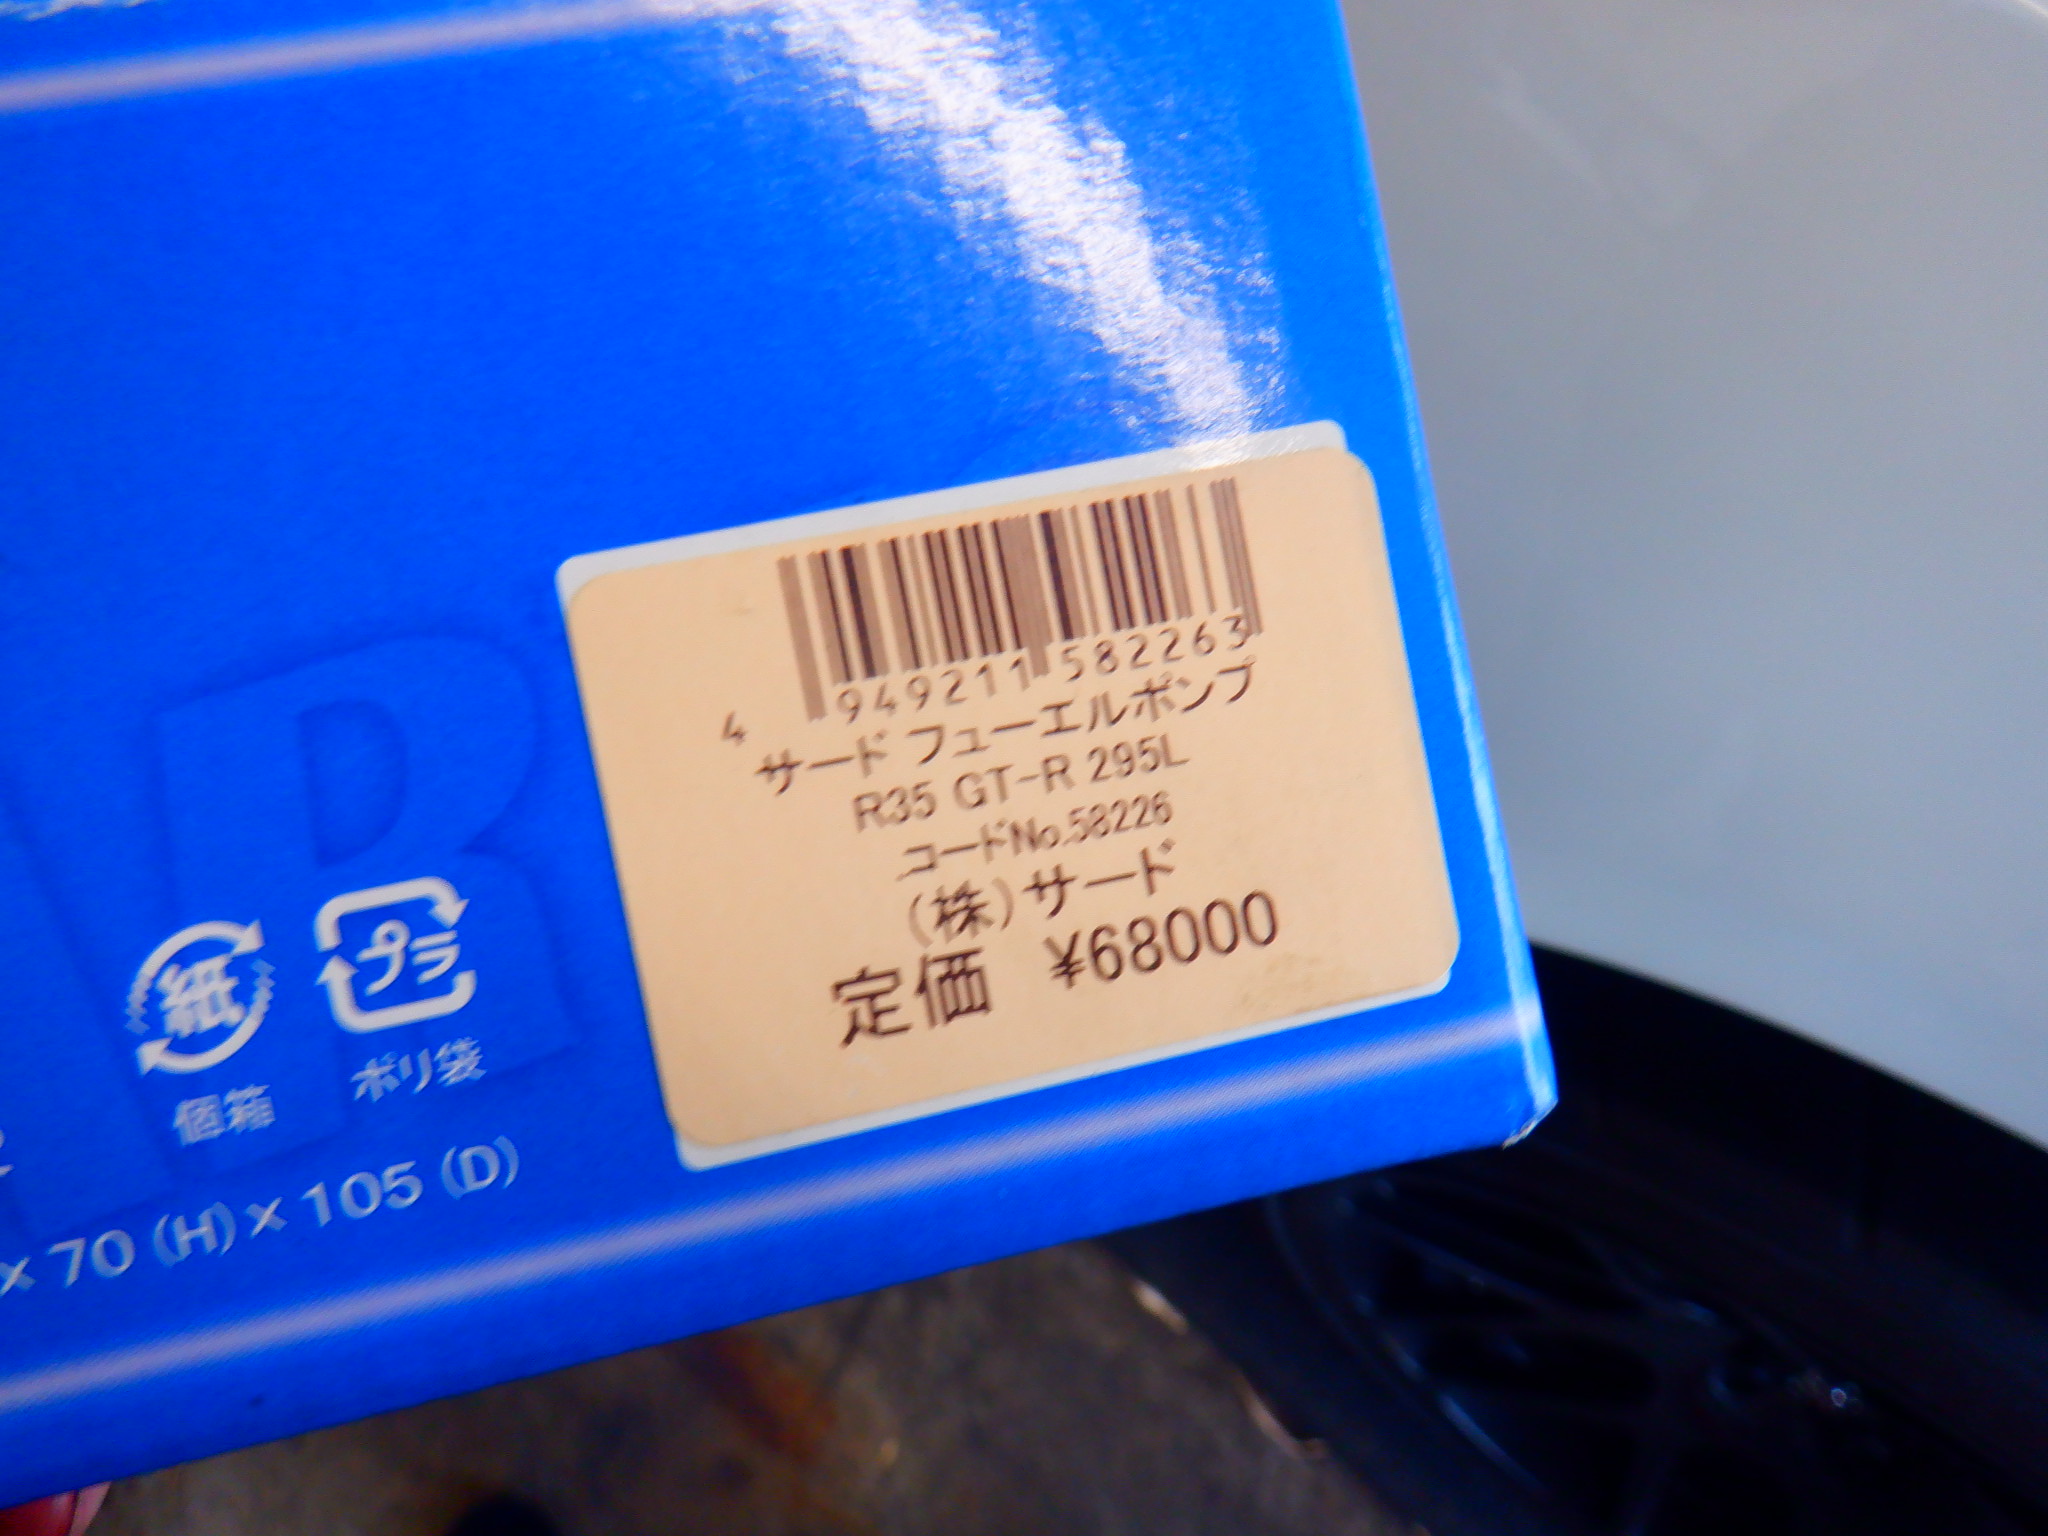 4 949211 582263
サード フューエルポンプ
R35 GT-R 295L
コードNo.58226
(株)サード
定価 ¥68000
紙
プラ
個箱
ポリ袋
x 70 (H) x 105 (D)
R